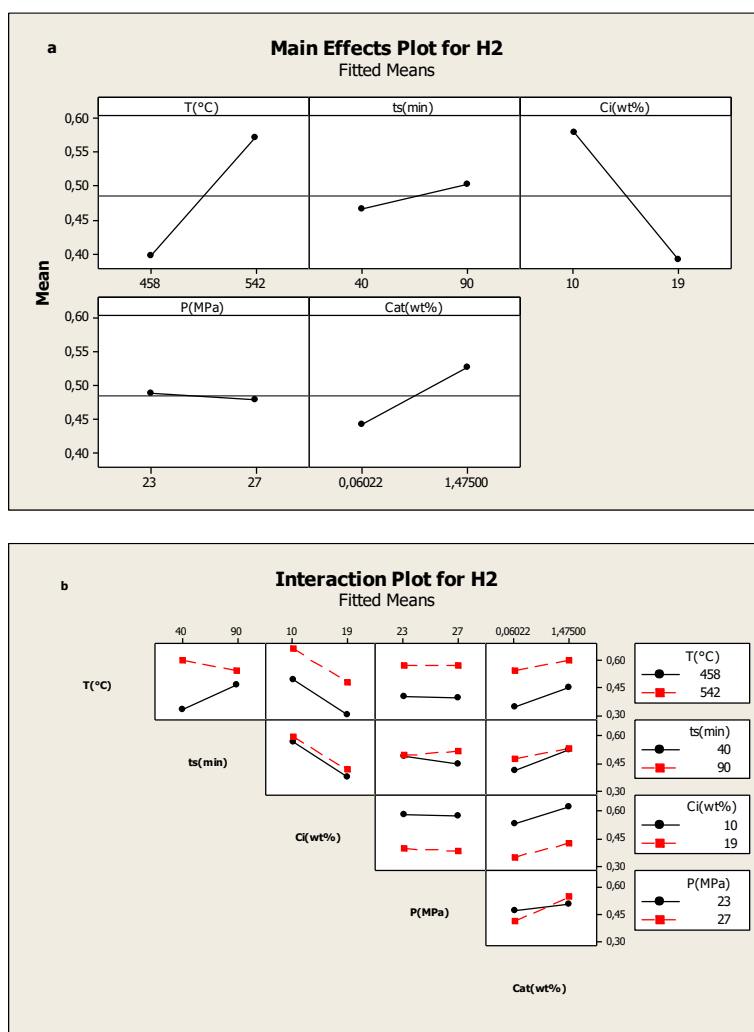 a
Main Effects Plot for H2
Fitted Means
T(°C) ts(min) Ci(wt%)
0,60
0,55
0,50
0,45
0,40
458 542 40 90 10 19
Mean
P(MPa) Cat(wt%)
0,60
0,55
0,50
0,45
0,40
23 27 0,06022 1,47500
b
Interaction Plot for H2
Fitted Means
40 90 10 19 23 27 0,06022 1,47500
T(°C)
0,60
0,45
0,30
T(°C)
458
542
ts(min)
0,60
0,45
0,30
ts(min)
40
90
Ci(wt%)
0,60
0,45
0,30
Ci(wt%)
10
19
P(MPa)
0,60
0,45
0,30
P(MPa)
23
27
Cat(wt%)